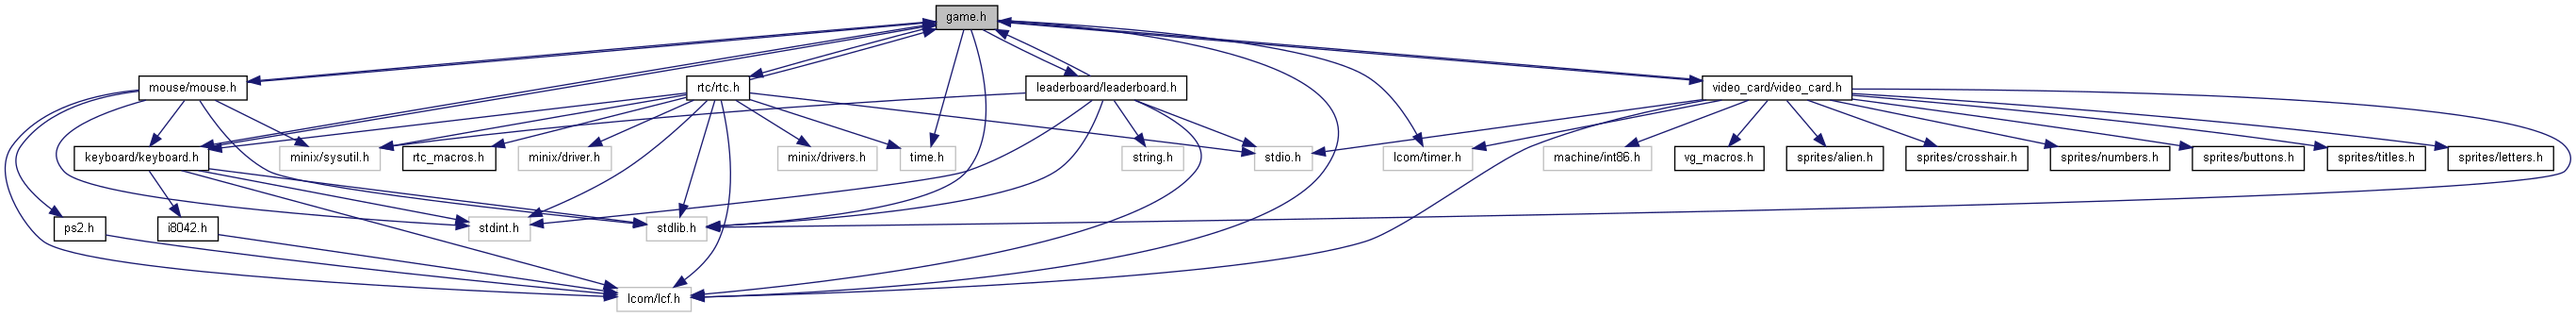 game.h
mouse/mouse.h
rtc/rtc.h
leaderboard/leaderboard.h
video_card/video_card.h
keyboard/keyboard.h
minix/sysutil.h
rtc_macros.h
minix/driver.h
minix/drivers.h
time.h
string.h
stdio.h
lcom/timer.h
machine/int86.h
vg_macros.h
sprites/alien.h
sprites/crosshair.h
sprites/numbers.h
sprites/buttons.h
sprites/titles.h
sprites/letters.h
ps2.h
i8042.h
stdint.h
stdlib.h
lcom/lcf.h